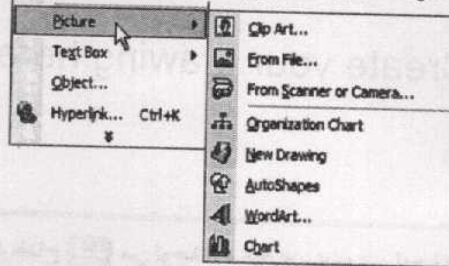 Picture
Text Box
Object...
Hyperlink... Ctrl+K
Clip Art...
From File...
From Scanner or Camera...
Organization Chart
New Drawing
AutoShapes
WordArt...
Chart